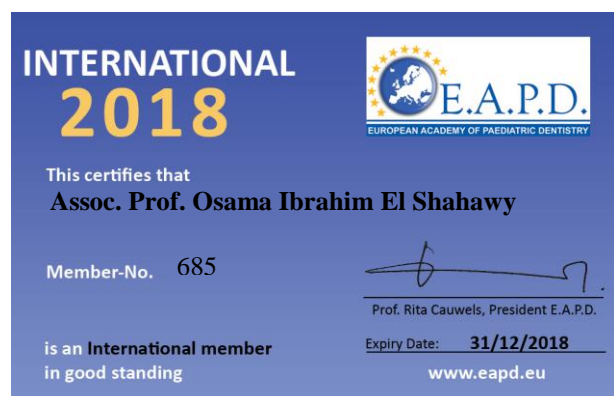 INTERNATIONAL
2018
E.A.P.D.
EUROPEAN ACADEMY OF PAEDIATRIC DENTISTRY
This certifies that
Assoc. Prof. Osama Ibrahim El Shahawy
Member-No. 685
Prof. Rita Cauwels, President E.A.P.D.
Expiry Date: 31/12/2018
is an International member
in good standing
www.eapd.eu